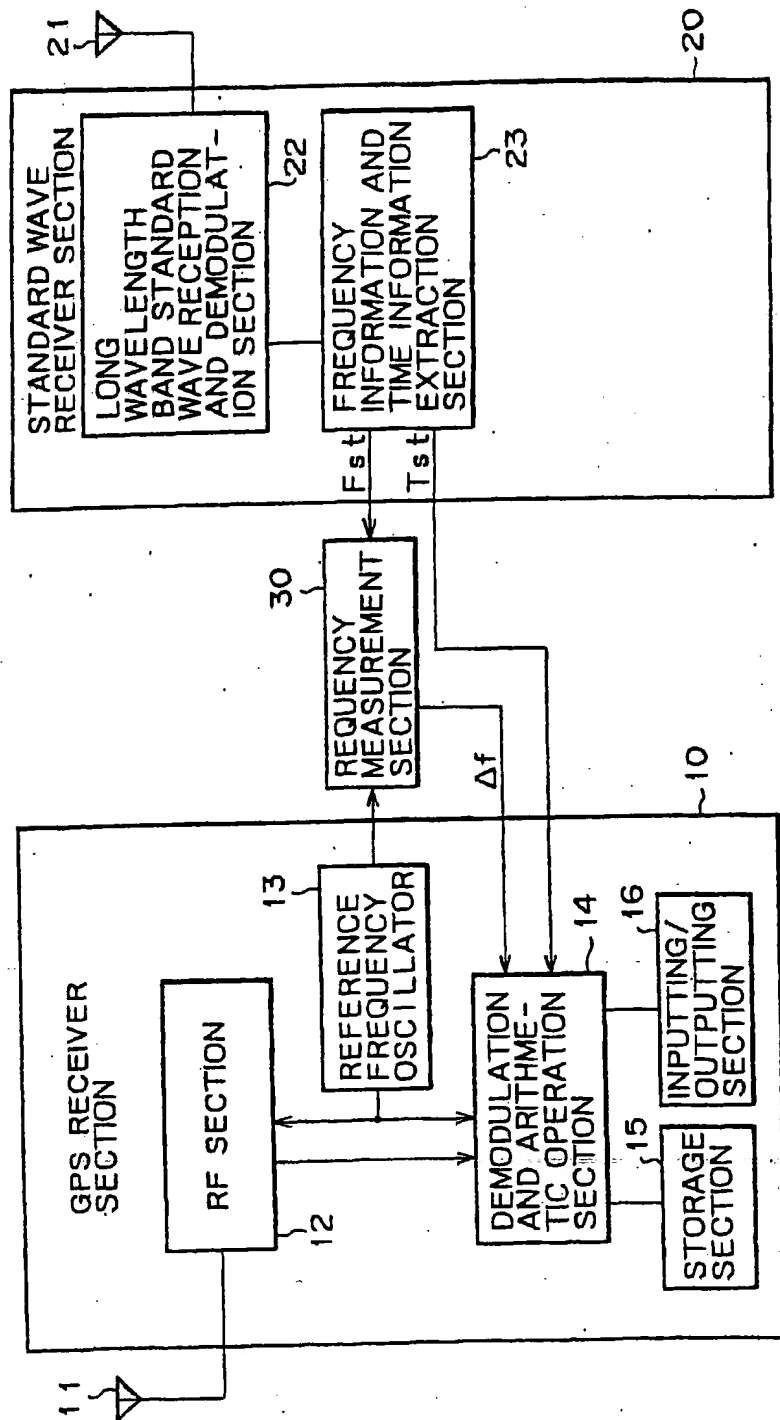 11
GPS RECEIVER
SECTION
RF SECTION
12
REFERENCE
FREQUENCY
OSCILLATOR
13
DEMODULATION
AND ARITHME-
TIC OPERATION
SECTION
14
STORAGE
SECTION
15
INPUTTING/
OUTPUTTING
SECTION
16
10
REQUENCY
MEASUREMENT
SECTION
30
Δf
Fst
Tst
STANDARD WAVE
RECEIVER SECTION
LONG
WAVELENGTH
BAND STANDARD
WAVE RECEPTION
AND DEMODULAT-
ION SECTION
22
FREQUENCY
INFORMATION AND
TIME INFORMATION
EXTRACTION
SECTION
23
20
21